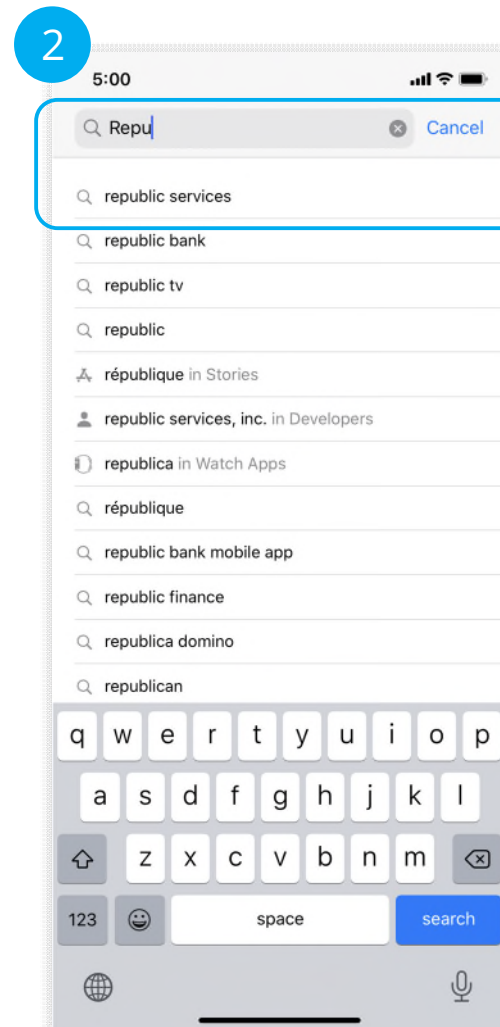 2
5:00
Repu Cancel
republic services
republic bank
republic tv
republic
république in Stories
republic services, inc. in Developers
republica in Watch Apps
république
republic bank mobile app
republic finance
republica domino
republican
q w e r t y u i o p
a s d f g h j k l
z x c v b n m
123 space search